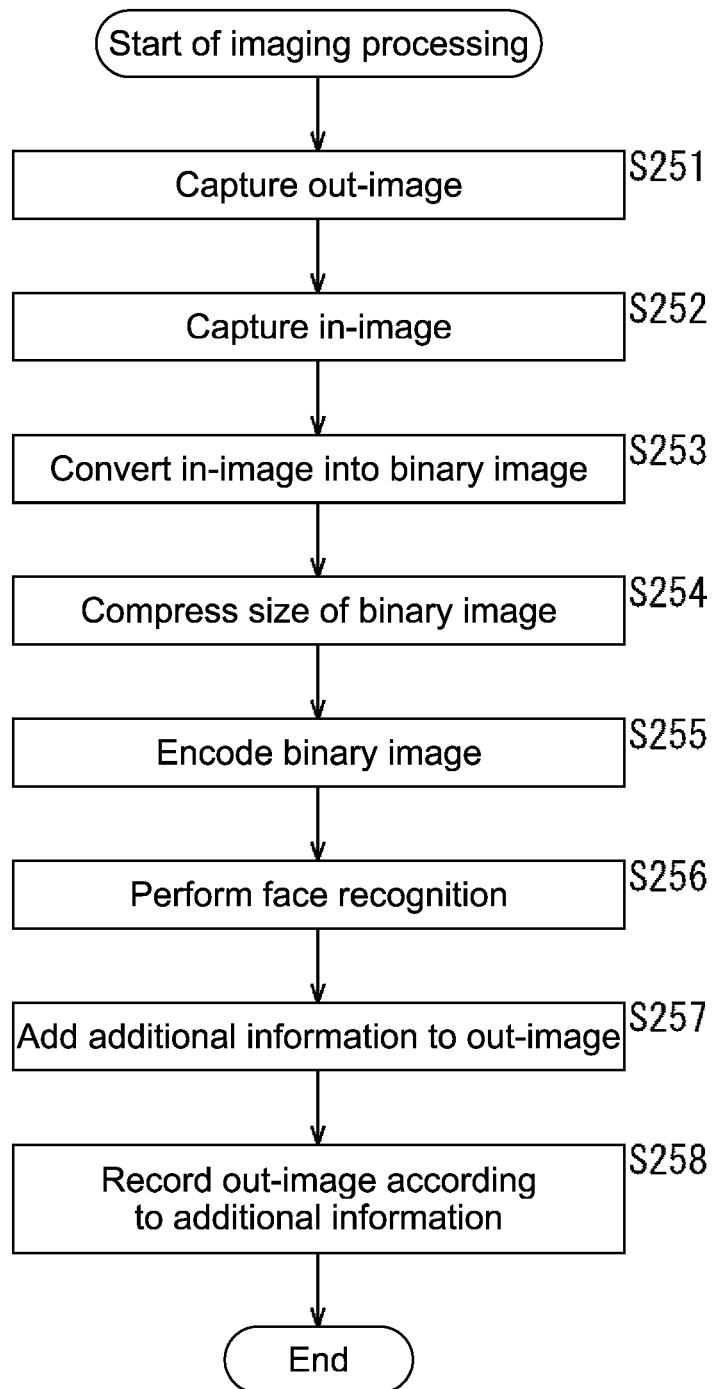 Start of imaging processing
S251
Capture out-image
S252
Capture in-image
S253
Convert in-image into binary image
S254
Compress size of binary image
S255
Encode binary image
S256
Perform face recognition
S257
Add additional information to out-image
S258
Record out-image according
to additional information
End